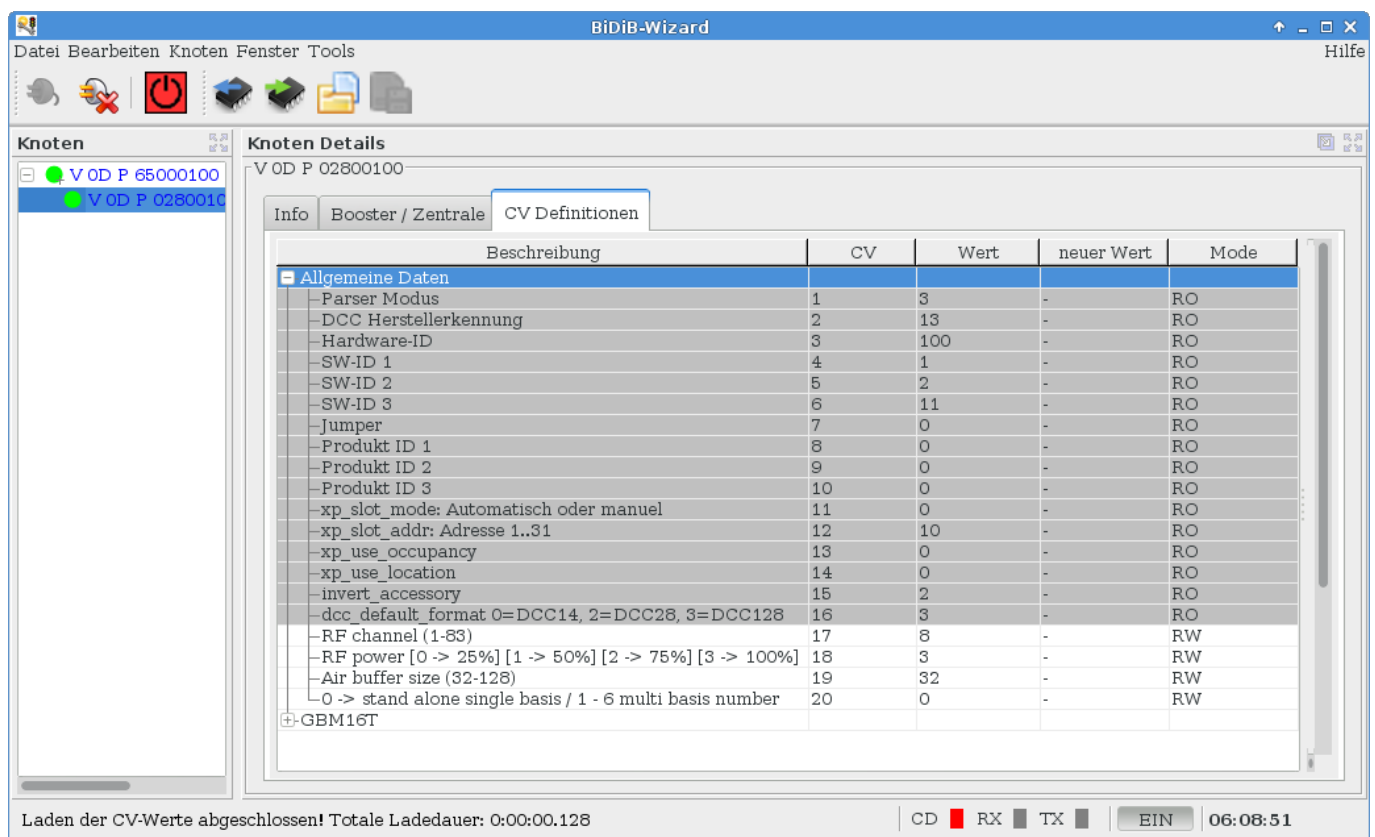 BiDiB-Wizard
Datei Bearbeiten Knoten Fenster Tools Hilfe
Knoten
V 0D P 65000100
V 0D P 0280010
Knoten Details
V 0D P 02800100
Info Booster / Zentrale CV Definitionen
Beschreibung CV Wert neuer Wert Mode
Allgemeine Daten
Parser Modus 1 3 - RO
DCC Herstellerkennung 2 13 - RO
Hardware-ID 3 100 - RO
SW-ID 1 4 1 - RO
SW-ID 2 5 2 - RO
SW-ID 3 6 11 - RO
Jumper 7 0 - RO
Produkt ID 1 8 0 - RO
Produkt ID 2 9 0 - RO
Produkt ID 3 10 0 - RO
xp_slot_mode: Automatisch oder manuel 11 0 - RO
xp_slot_addr: Adresse 1..31 12 10 - RO
xp_use_occupancy 13 0 - RO
xp_use_location 14 0 - RO
invert_accessory 15 2 - RO
dcc_default_format 0=DCC14, 2=DCC28, 3=DCC128 16 3 - RO
RF channel (1-83) 17 8 - RW
RF power [0 -> 25%] [1 -> 50%] [2 -> 75%] [3 -> 100%] 18 3 - RW
Air buffer size (32-128) 19 32 - RW
0 -> stand alone single basis / 1 - 6 multi basis number 20 0 - RW
GBM16T
Laden der CV-Werte abgeschlossen! Totale Ladedauer: 0:00:00.128 CD RX TX EIN 06:08:51